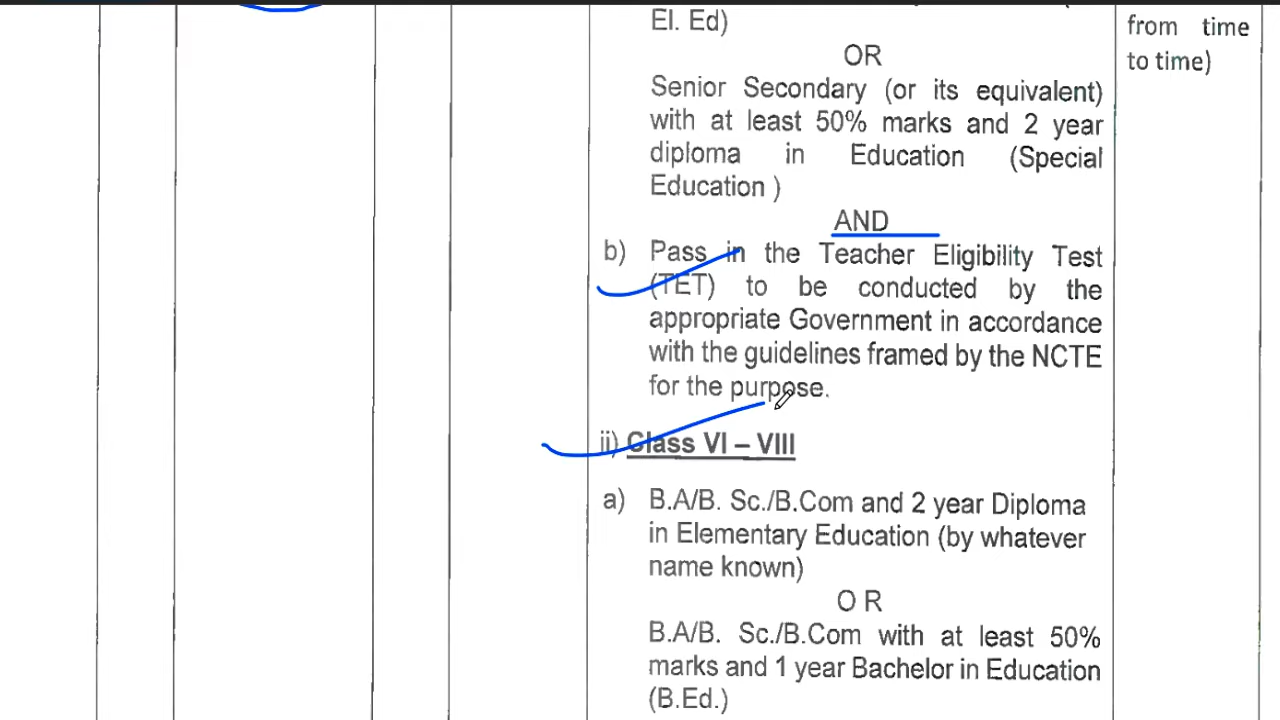 El. Ed)
from time
to time)
OR
Senior Secondary (or its equivalent)
with at least 50% marks and 2 year
diploma in Education (Special
Education )
AND
b) Pass in the Teacher Eligibility Test
(TET) to be conducted by the
appropriate Government in accordance
with the guidelines framed by the NCTE
for the purpose.
ii) Class VI – VIII
a) B.A/B. Sc./B.Com and 2 year Diploma
in Elementary Education (by whatever
name known)
O R
B.A/B. Sc./B.Com with at least 50%
marks and 1 year Bachelor in Education
(B.Ed.)